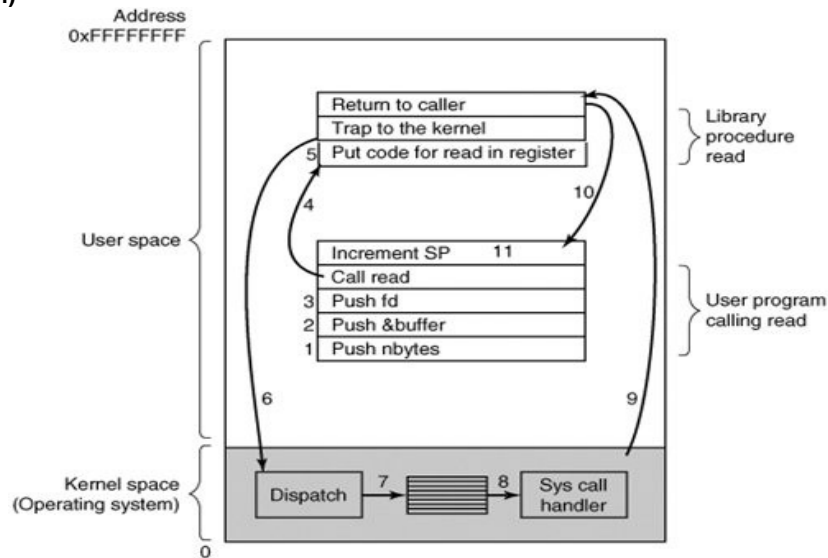 Address
0xFFFFFFFF
Return to caller
Trap to the kernel
5 Put code for read in register
Library
procedure
read
4
10
User space
Increment SP 11
Call read
3 Push fd
2 Push &buffer
1 Push nbytes
User program
calling read
6
9
Kernel space
(Operating system)
Dispatch
7
8
Sys call
handler
0